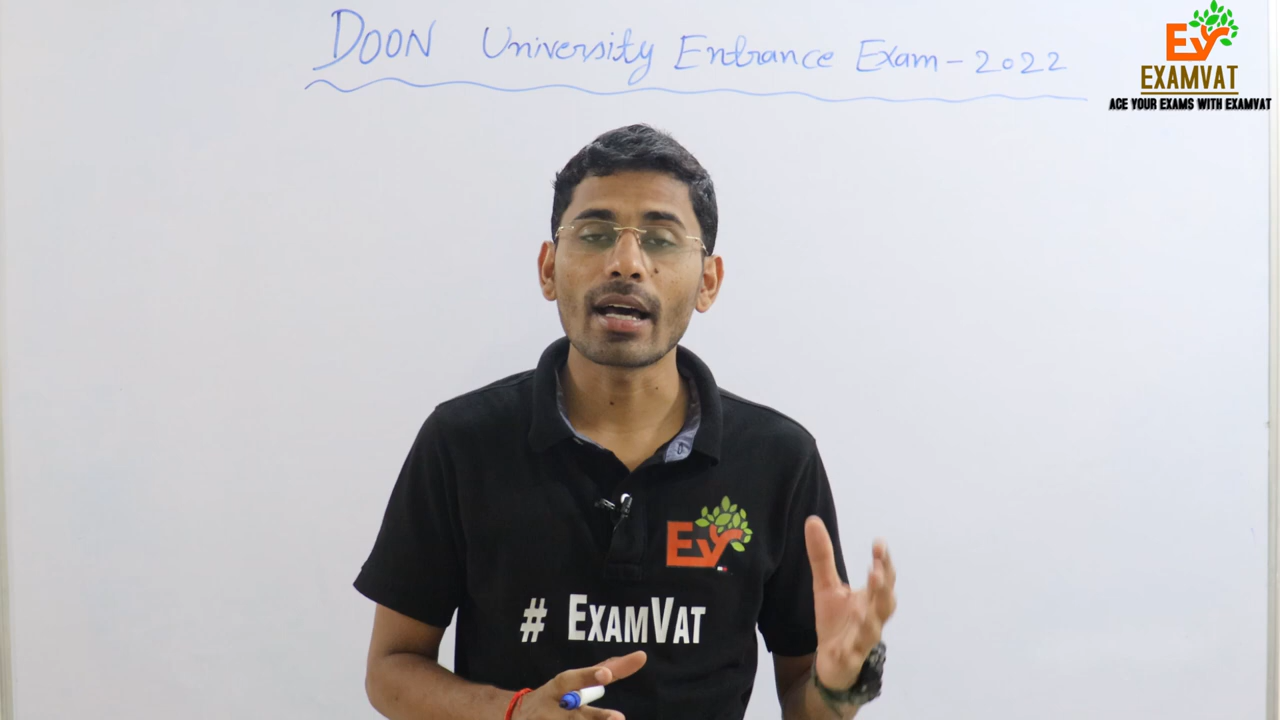 DOON University Entrance Exam - 2022
Ev
EXAMVAT
ACE YOUR EXAMS WITH EXAMVAT
Ev
# EXAMVAT